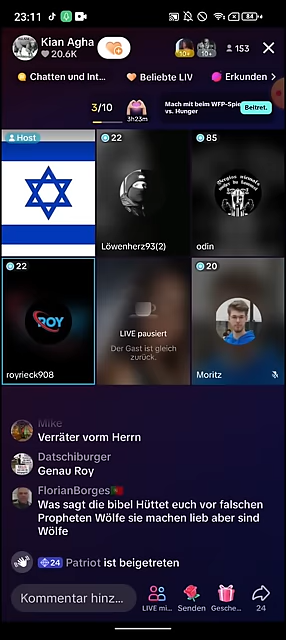 23:11
84
Kian Agha
20.6K
10+
10+
153
Chatten und Int...
Beliebte LIV
Erkunden
3/10
3h23m
Mach mit beim WFP-Spie
vs. Hunger
Beitret.
Host
22
85
Löwenherz93(2)
odin
22
20
ROY
LIVE pausiert
Der Gast ist gleich
zurück.
royrieck908
Moritz
Mike
Verräter vorm Herrn
Datschiburger
Genau Roy
FlorianBorges
Was sagt die bibel Hüttet euch vor falschen
Propheten Wölfe sie machen lieb aber sind
Wölfe
24 Patriot ist beigetreten
Kommentar hinz...
LIVE mi...
Senden
Gesche...
24